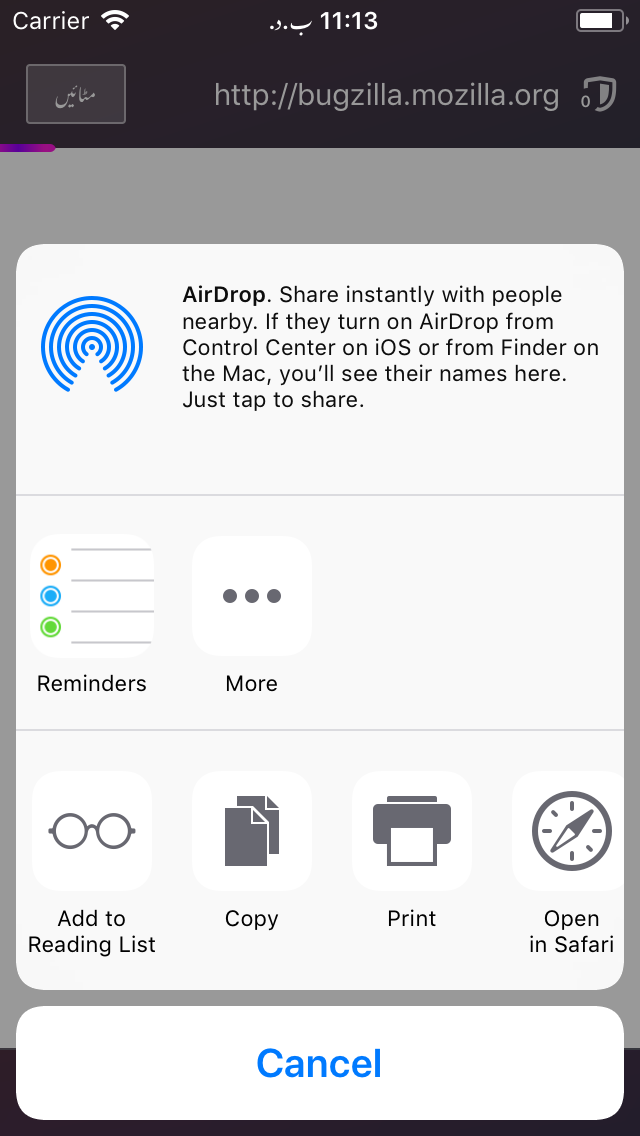 Carrier
11:13 ب.د.
مٹائیں
http://bugzilla.mozilla.org
0
AirDrop. Share instantly with people
nearby. If they turn on AirDrop from
Control Center on iOS or from Finder on
the Mac, you’ll see their names here.
Just tap to share.
Reminders
More
Add to
Reading List
Copy
Print
Open
in Safari
Cancel